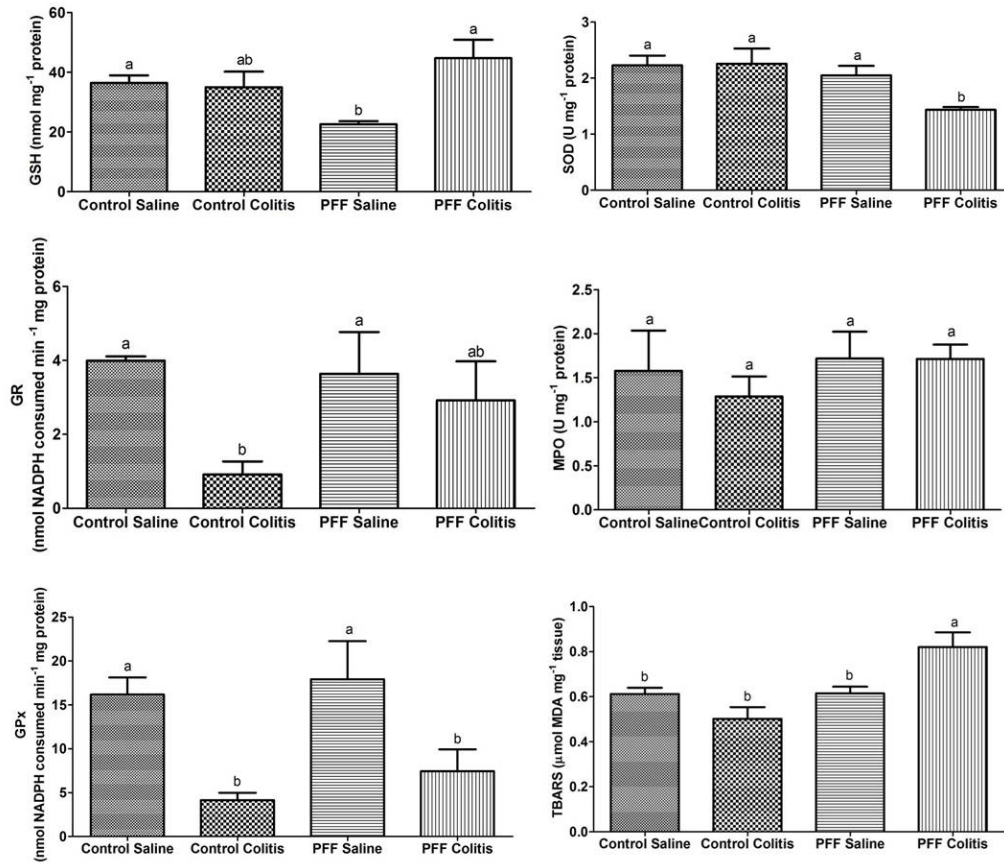 GSH (nmol mg⁻¹ protein)
60
40
20
0
a
ab
b
a
Control Saline Control Colitis PFF Saline PFF Colitis
SOD (U mg⁻¹ protein)
3
2
1
0
a
a
a
b
Control Saline Control Colitis PFF Saline PFF Colitis
GR
(nmol NADPH consumed min ⁻¹ mg protein)
6
4
2
0
a
b
a
ab
Control Saline Control Colitis PFF Saline PFF Colitis
MPO (U mg⁻¹ protein)
2.5
2.0
1.5
1.0
0.5
0.0
a
a
a
a
Control Saline Control Colitis PFF Saline PFF Colitis
GPx
(nmol NADPH consumed min⁻¹ mg protein)
25
20
15
10
5
0
a
b
a
b
Control Saline Control Colitis PFF Saline PFF Colitis
TBARS (μmol MDA mg⁻¹ tissue)
1.0
0.8
0.6
0.4
0.2
0.0
b
b
b
a
Control Saline Control Colitis PFF Saline PFF Colitis